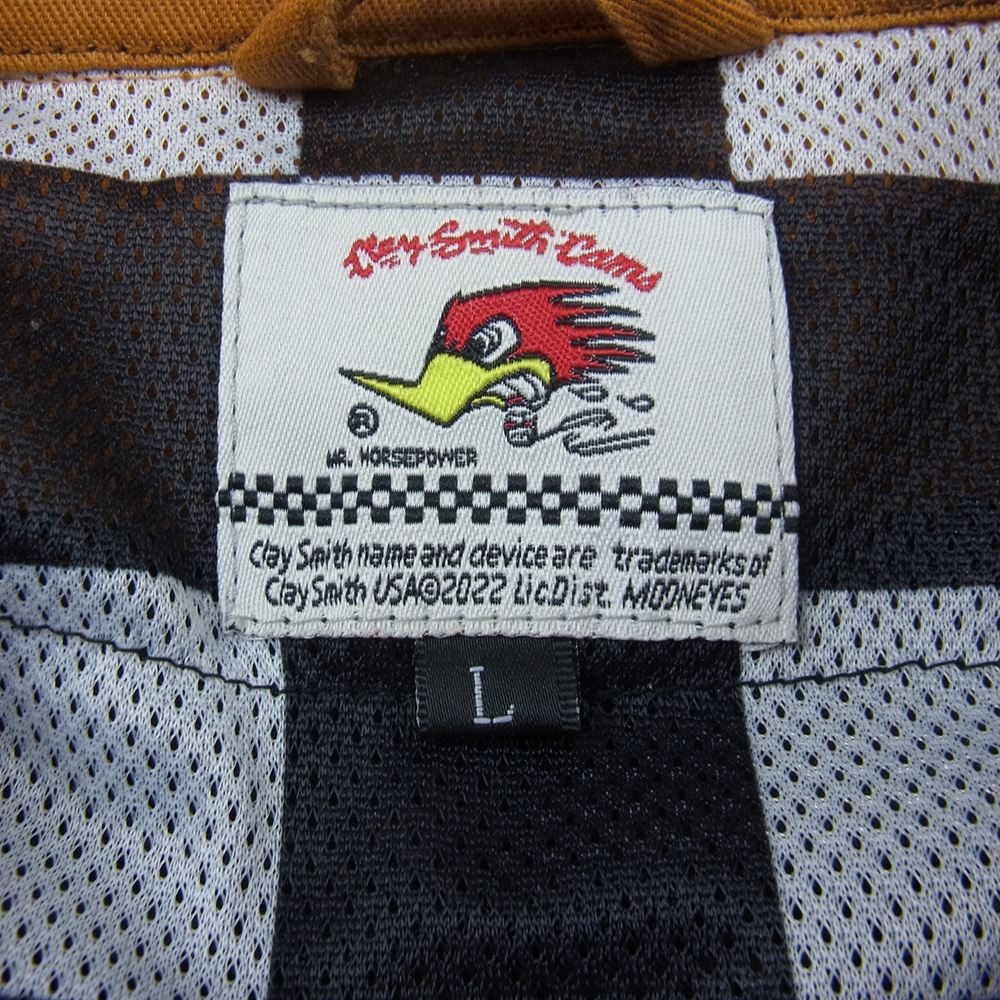 Clay Smith Cams
®
MR. HORSEPOWER
Clay Smith name and device are trademarks of
Clay Smith USA©2022 Lic.Dist. MOONEYES
L